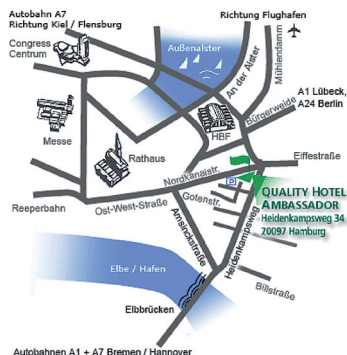 Autobahn A7
Richtung Kiel / Flensburg
Richtung Flughafen
Congress
Centrum
Außenalster
An der Alster
Mühlendamm
A1 Lübeck,
A24 Berlin
HBF
Bürgerweide
Messe
Rathaus
Eiffestraße
Nordkanalstr.
P
Reeperbahn
Ost-West-Straße
Gofenstr.
QUALITY HOTEL
AMBASSADOR
Heidenkampsweg 34
20097 Hamburg
Amsinckstraße
Heidenkampsweg
Elbe / Hafen
Billstraße
Elbbrücken
Autobahnen A1 + A7 Bremen / Hannover